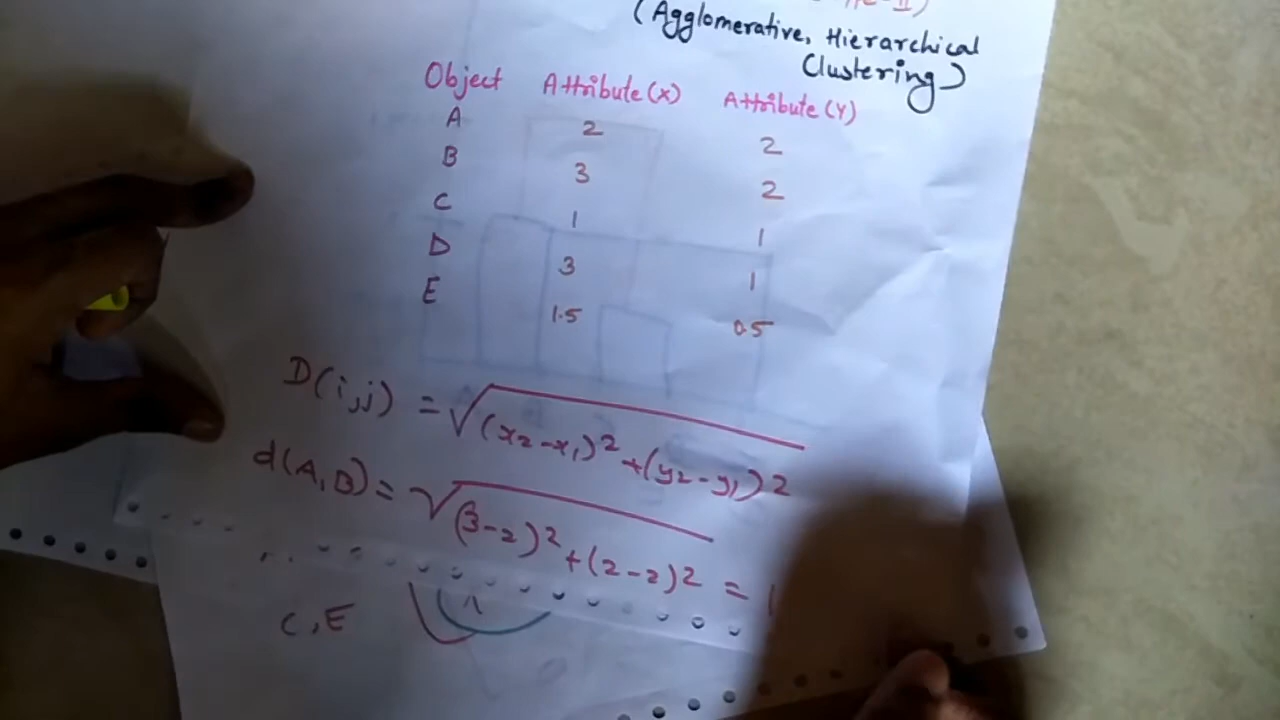 (Agglomerative, Hierarchical
Clustering)
Object Attribute(X) Attribute(Y)
A 2 2
B 3 2
C 1 1
D 3 1
E 1.5 0.5
D(i,j) = √(x₂-x₁)² + (y₂-y₁)²
d(A,B) = √(3-2)² + (2-2)² = 1
C,E